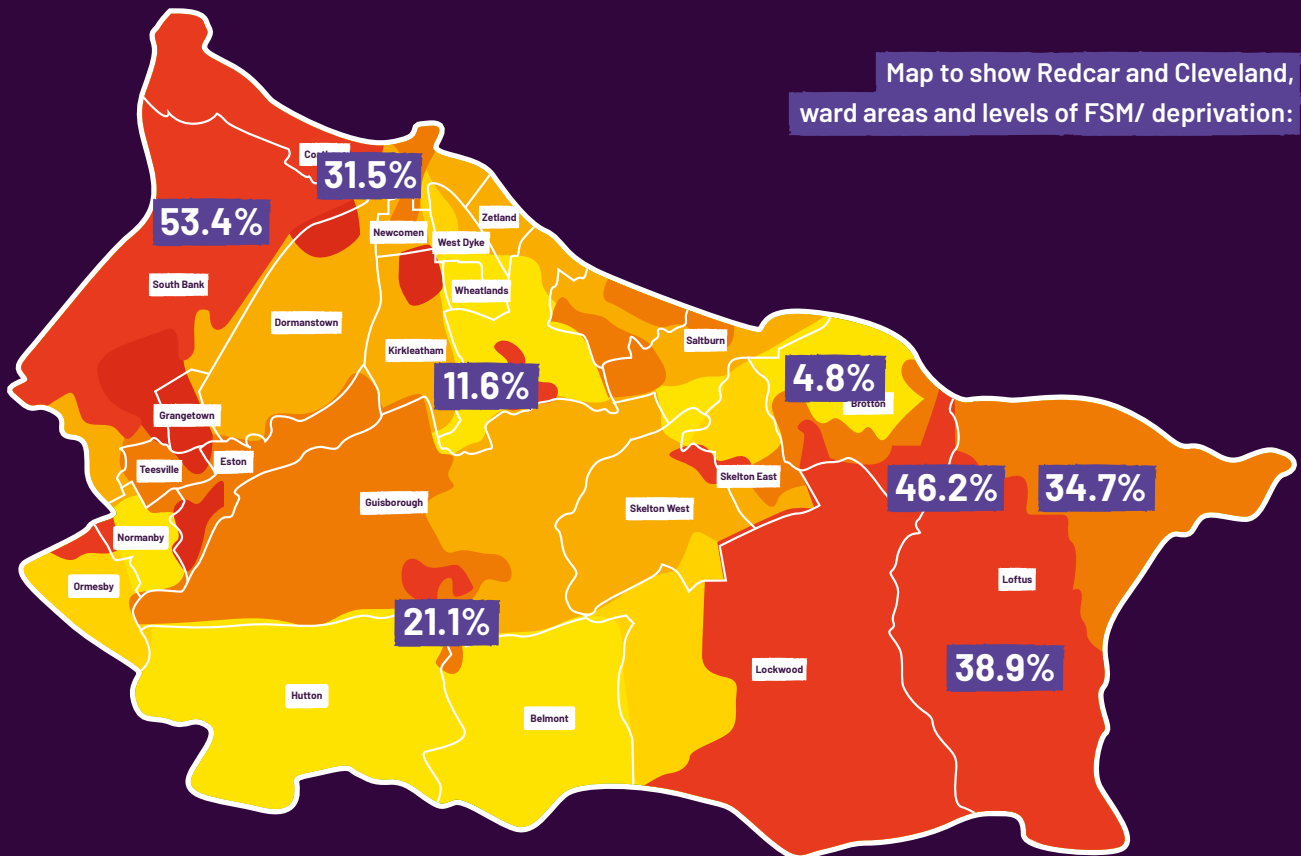 Map to show Redcar and Cleveland,
ward areas and levels of FSM/ deprivation:
31.5%
53.4%
Zetland
Newcomen
West Dyke
South Bank
Wheatlands
Dormanstown
Saltburn
Kirkleatham
11.6%
4.8%
Brotton
Grangetown
Eston
Teesville
Skelton East
46.2%
34.7%
Guisborough
Skelton West
Normanby
Loftus
Ormesby
21.1%
Lockwood
38.9%
Hutton
Belmont